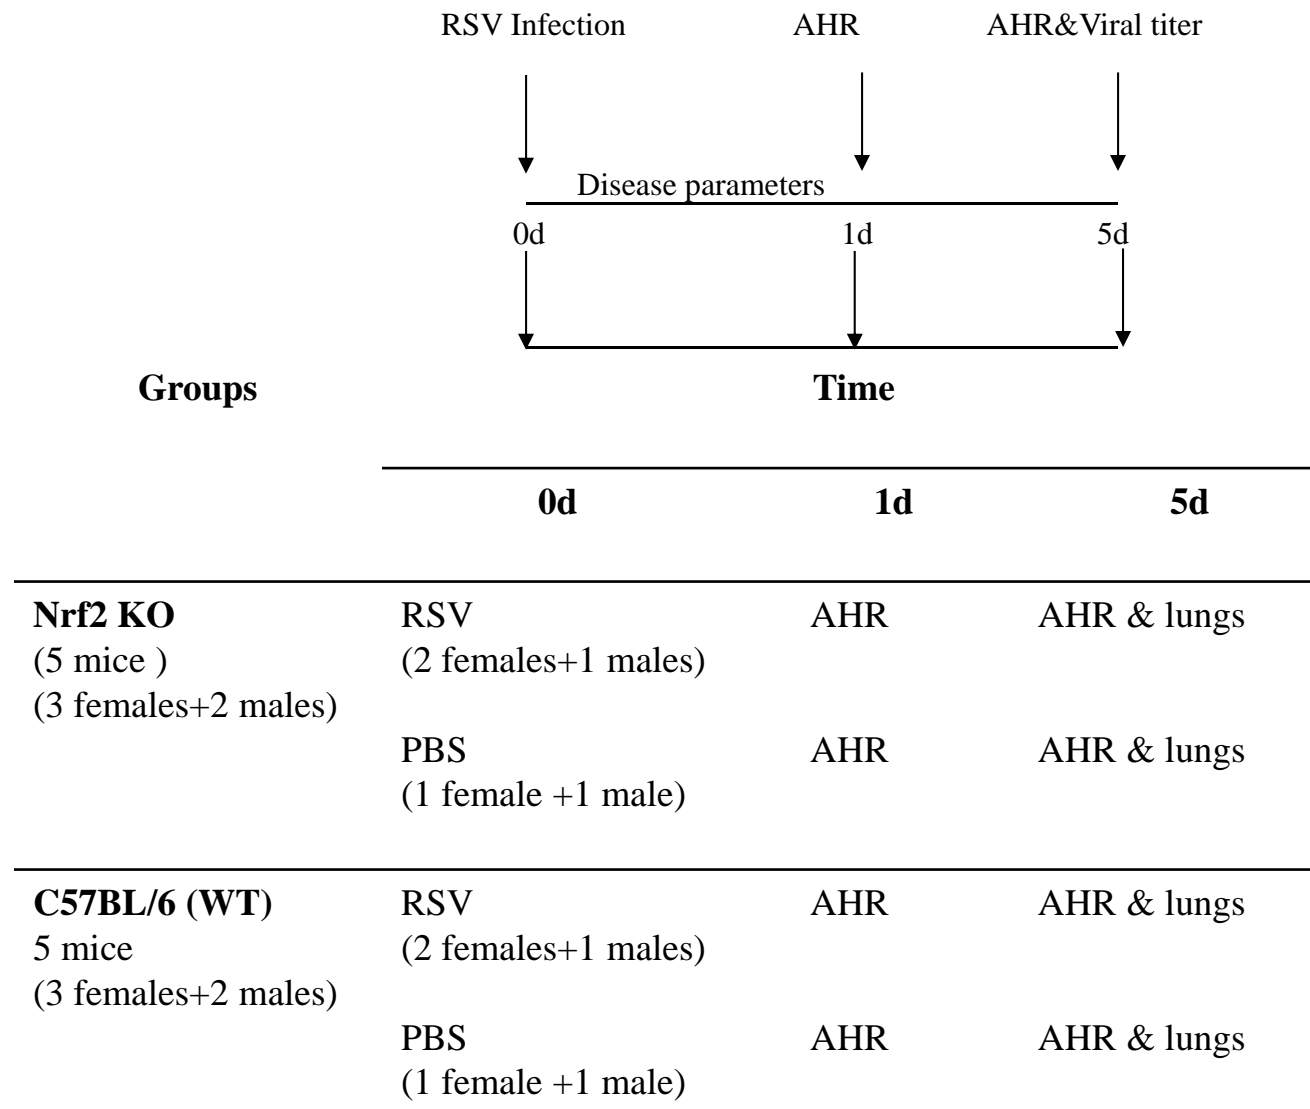 RSV Infection AHR AHR&Viral titer
Disease parameters
0d 1d 5d
Groups Time
0d 1d 5d
Nrf2 KO RSV AHR AHR & lungs
(5 mice ) (2 females+1 males)
(3 females+2 males)
PBS AHR AHR & lungs
(1 female +1 male)
C57BL/6 (WT) RSV AHR AHR & lungs
5 mice (2 females+1 males)
(3 females+2 males)
PBS AHR AHR & lungs
(1 female +1 male)